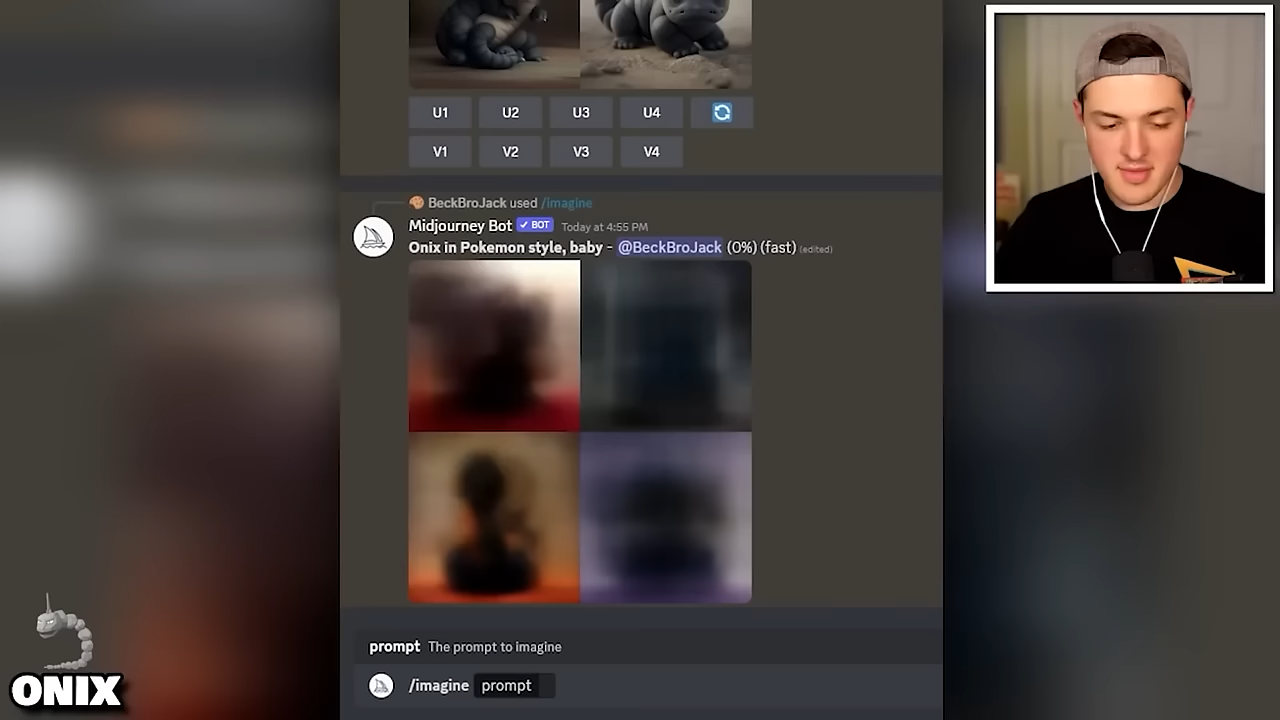 U1 U2 U3 U4
V1 V2 V3 V4
BeckBroJack used /imagine
Midjourney Bot ✓ BOT Today at 4:55 PM
Onix in Pokemon style, baby - @BeckBroJack (0%) (fast) (edited)
prompt The prompt to imagine
/imagine prompt
ONIX